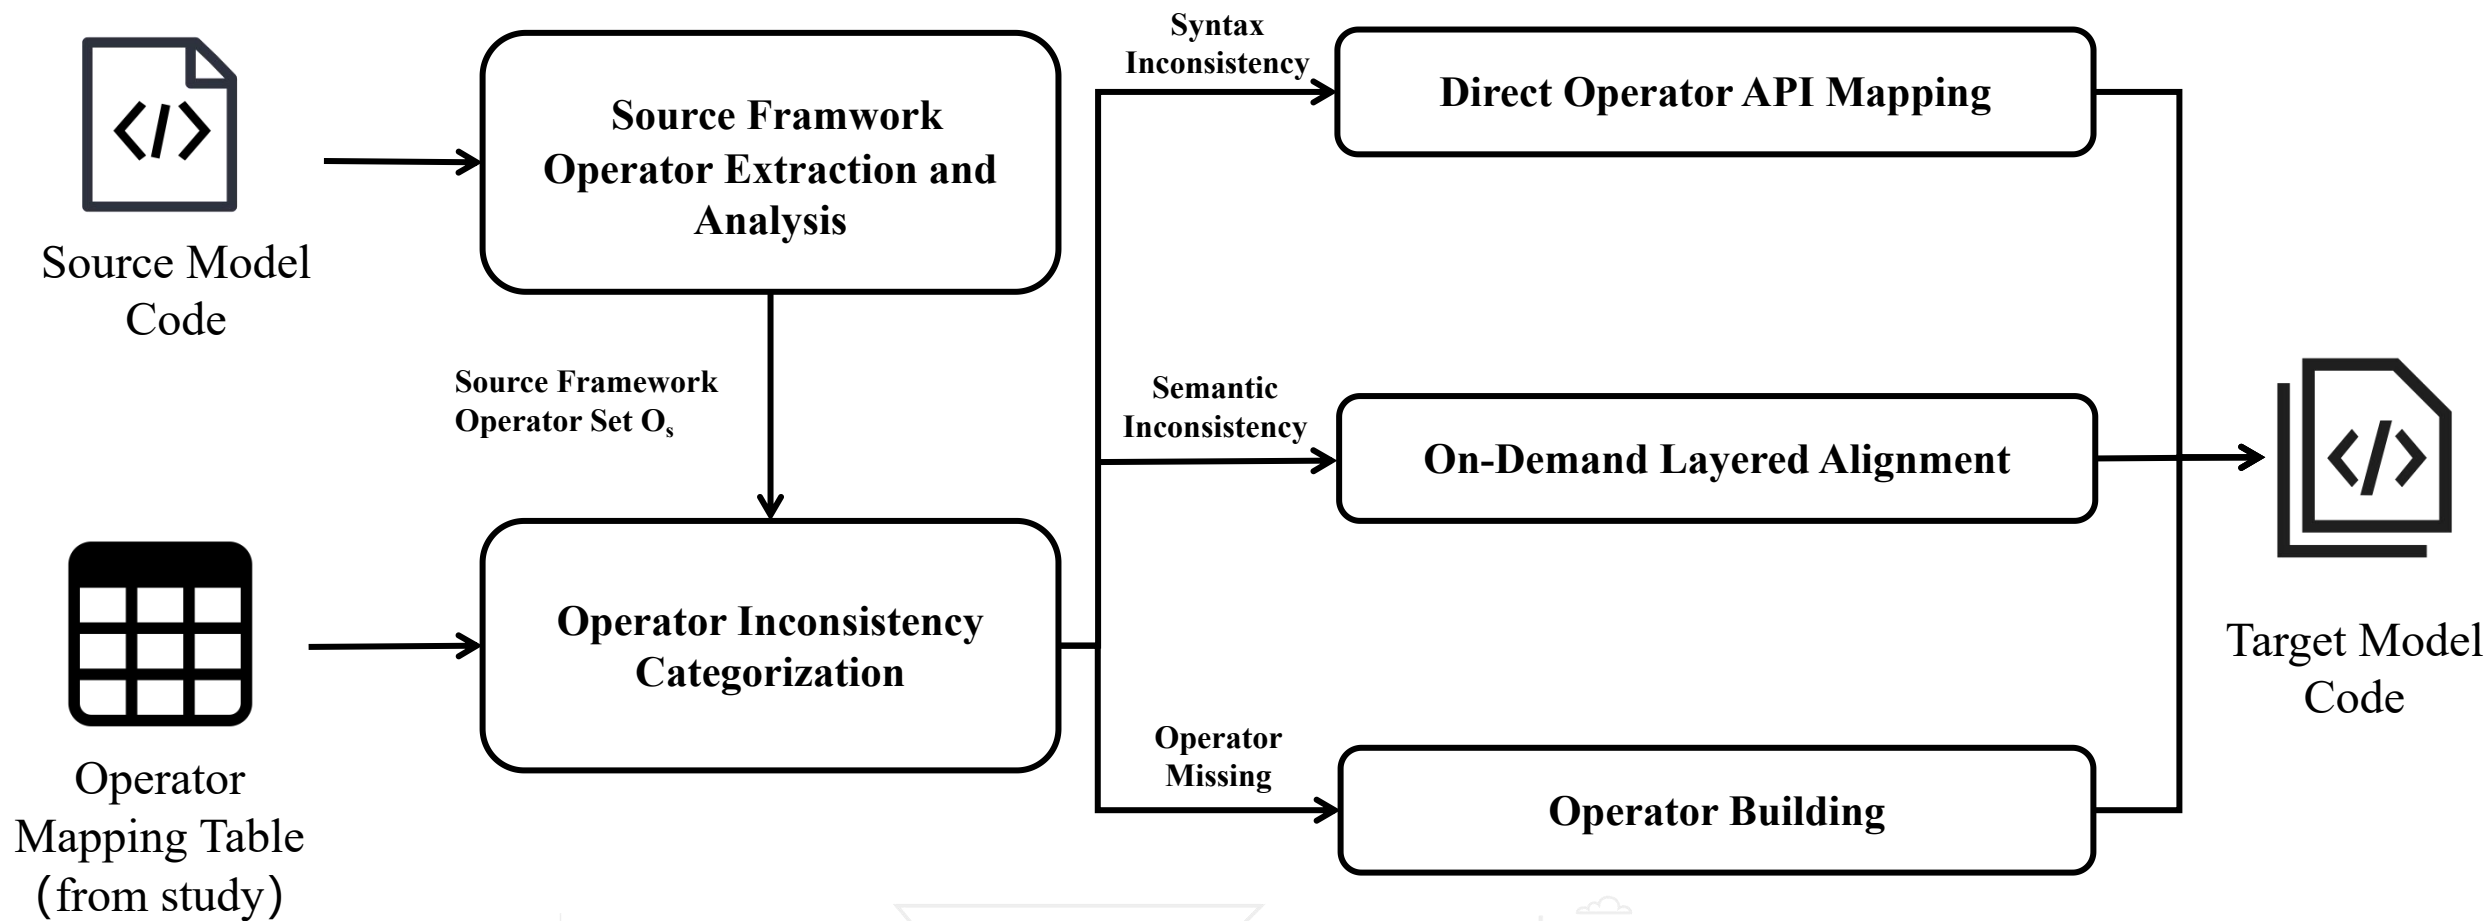 Source Model
Code
Source Framwork
Operator Extraction and
Analysis
Source Framework
Operator Set Oₛ
Operator
Mapping Table
(from study)
Operator Inconsistency
Categorization
Syntax
Inconsistency
Direct Operator API Mapping
Semantic
Inconsistency
On-Demand Layered Alignment
Operator
Missing
Operator Building
Target Model
Code